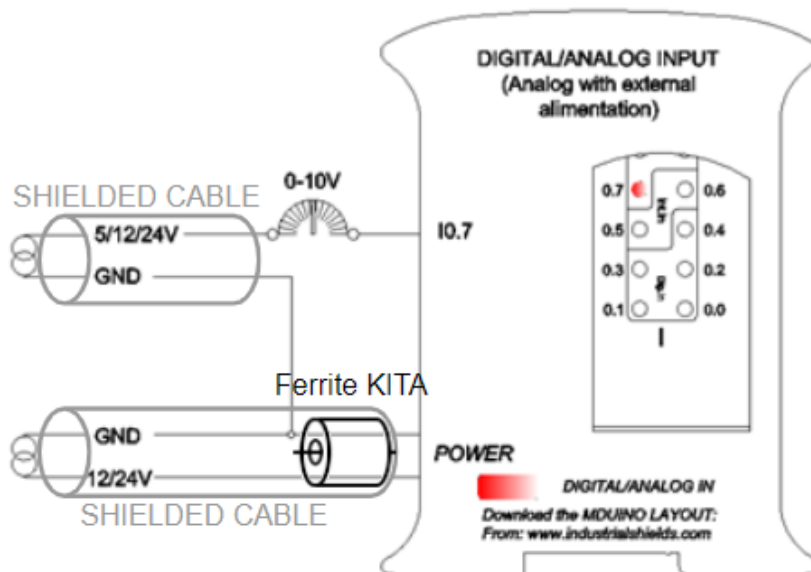 DIGITAL/ANALOG INPUT
(Analog with external
alimentation)
SHIELDED CABLE
0-10V
5/12/24V
I0.7
GND
0.7
0.6
0.5
0.4
0.3
0.2
0.1
0.0
I
Ferrite KITA
GND
12/24V
POWER
SHIELDED CABLE
DIGITAL/ANALOG IN
Download the MDUINO LAYOUT:
From: www.industrialshields.com